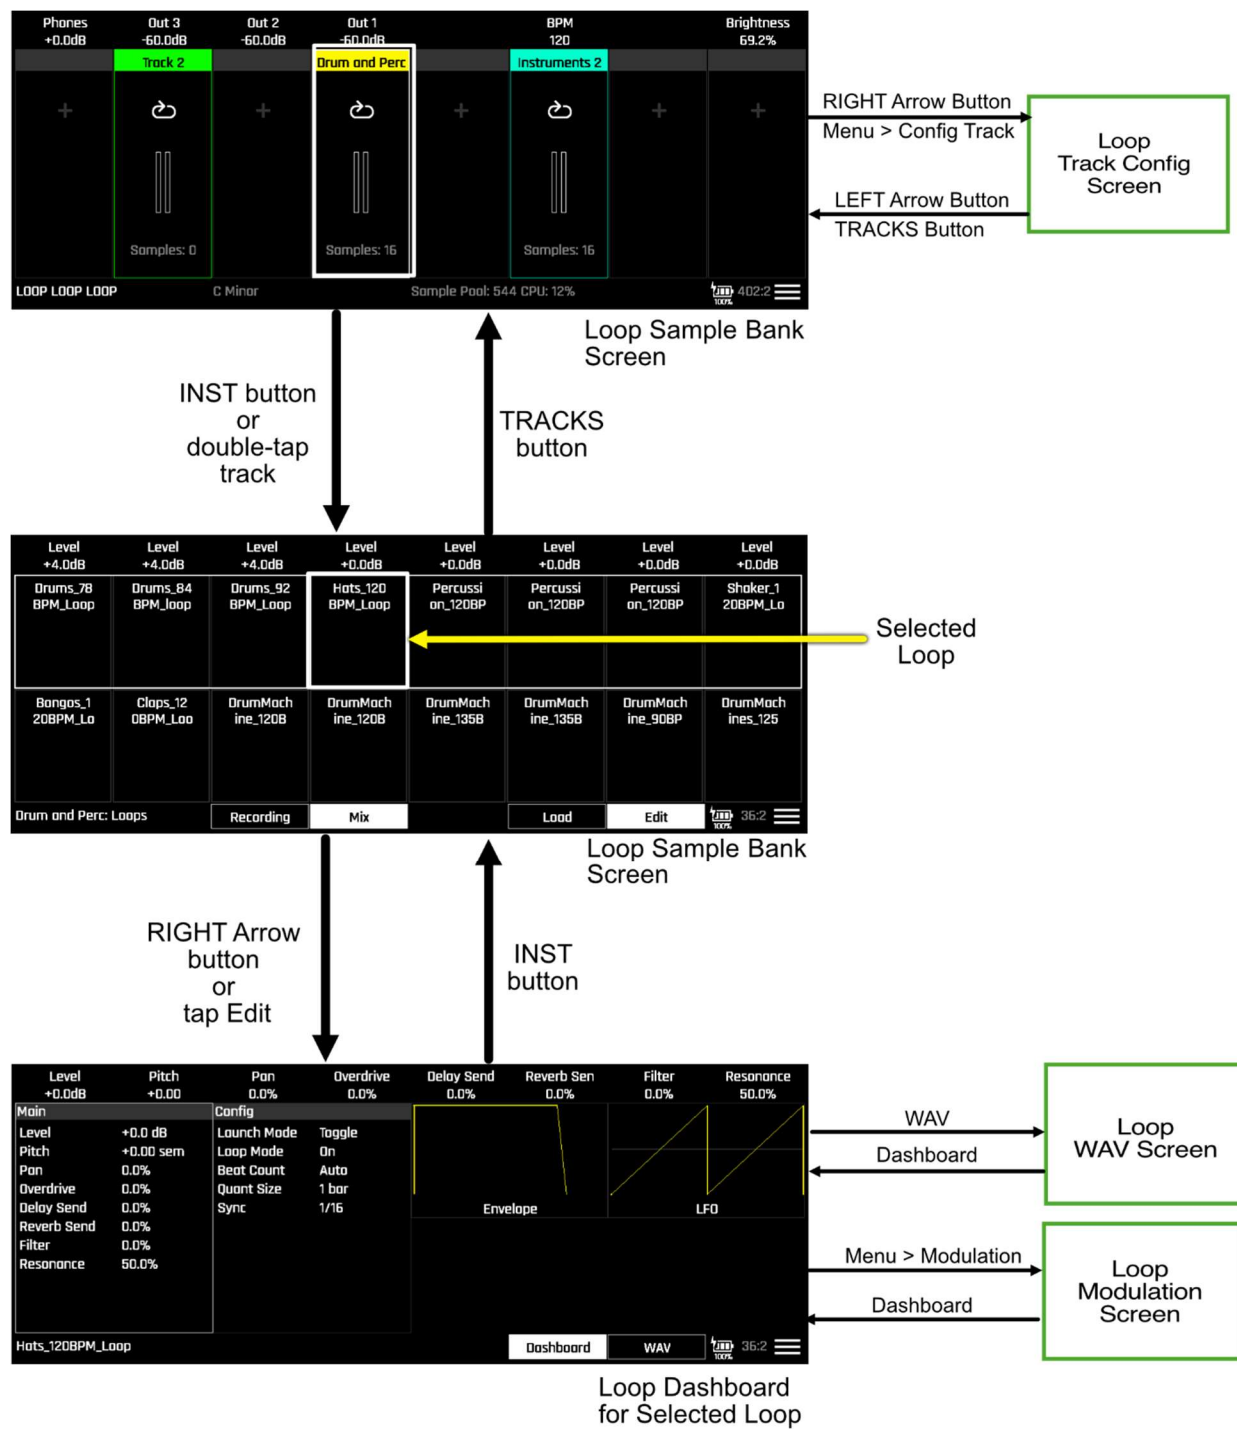 Phones Out 3 Out 2 Out 1 BPM Brightness
+0.0dB -60.0dB -60.0dB -60.0dB 120 69.2%
Track 2 Drum and Perc Instruments 2
+ + + + +
Samples: 0 Samples: 16 Samples: 16
LOOP LOOP LOOP C Minor Sample Pool: 544 CPU: 12% 100% 402:2
RIGHT Arrow Button
Menu > Config Track
LEFT Arrow Button
TRACKS Button
Loop
Track Config
Screen
Loop Sample Bank
Screen
INST button
or
double-tap
track
TRACKS
button
Level Level Level Level Level Level Level Level
+4.0dB +4.0dB +4.0dB +0.0dB +0.0dB +0.0dB +0.0dB +0.0dB
Drums_78 Drums_84 Drums_92 Hats_120 Percussi Percussi Percussi Shaker_1
BPM_Loop BPM_loop BPM_Loop BPM_Loop on_120BP on_120BP on_120BP 20BPM_Lo
Bongos_1 Claps_12 DrumMach DrumMach DrumMach DrumMach DrumMach DrumMach
20BPM_Lo 0BPM_Loo ine_120B ine_120B ine_135B ine_135B ine_90BP ines_125
Drum and Perc: Loops Recording Mix Load Edit 100% 36:2
Selected
Loop
Loop Sample Bank
Screen
RIGHT Arrow
button
or
tap Edit
INST
button
Level Pitch Pan Overdrive Delay Send Reverb Sen Filter Resonance
+0.0dB +0.00 0.0% 0.0% 0.0% 0.0% 0.0% 50.0%
Main Config
Level +0.0 dB Launch Mode Toggle
Pitch +0.00 sem Loop Mode On
Pan 0.0% Beat Count Auto
Overdrive 0.0% Quant Size 1 bar
Delay Send 0.0% Sync 1/16 Envelope LFO
Reverb Send 0.0%
Filter 0.0%
Resonance 50.0%
Hats_120BPM_Loop Dashboard WAV 100% 36:2
WAV
Dashboard
Loop
WAV Screen
Menu > Modulation
Dashboard
Loop
Modulation
Screen
Loop Dashboard
for Selected Loop